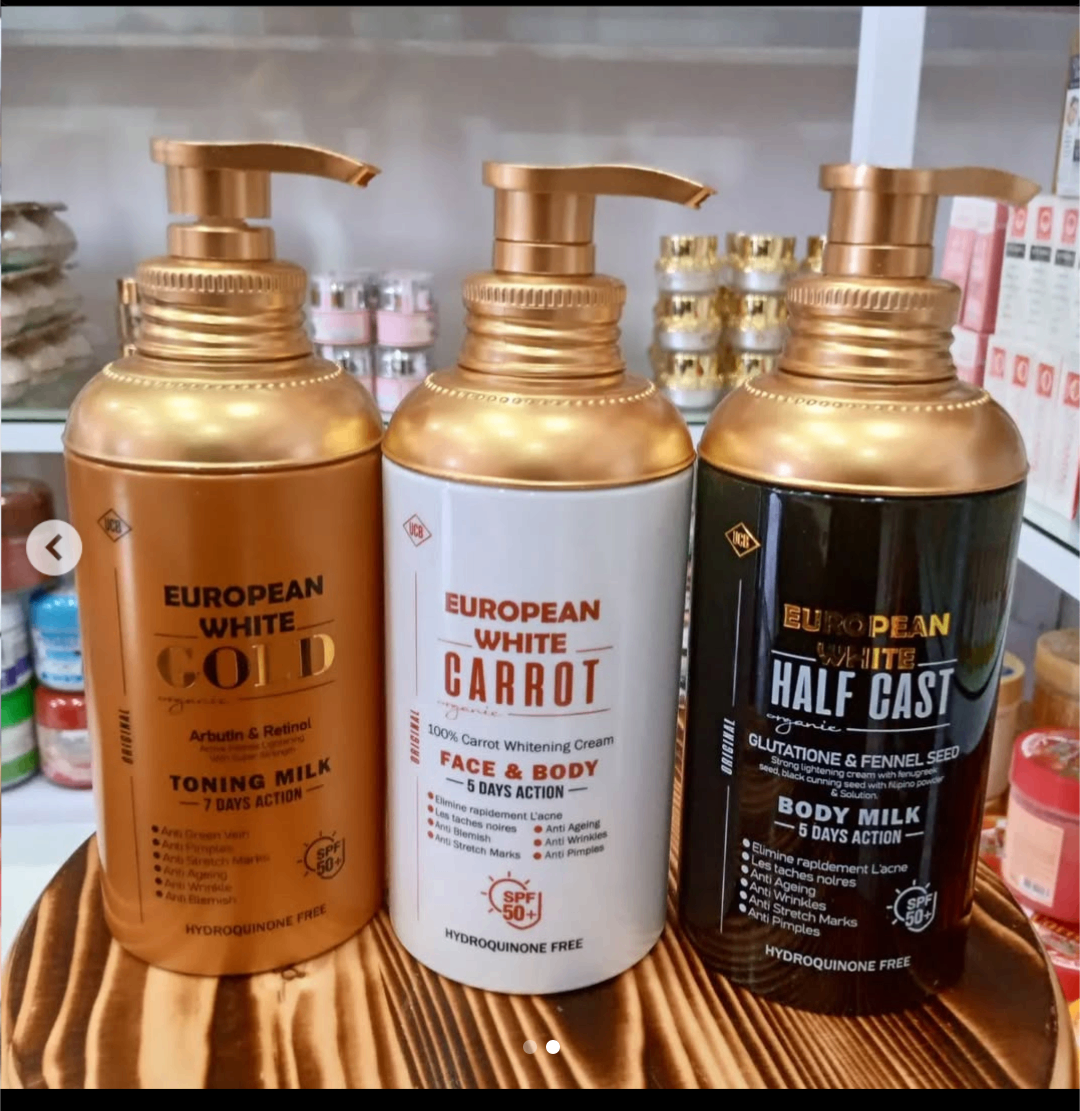 UCB
EUROPEAN
WHITE
GOLD
organic
ORIGINAL
Arbutin & Retinol
TONING MILK
7 DAYS ACTION
Anti Green Vein
Anti Pimples
Anti Stretch Marks
Anti Ageing
Anti Wrinkle
Anti Blemish
SPF
50+
HYDROQUINONE FREE
UCB
EUROPEAN
WHITE
CARROT
organic
ORIGINAL
100% Carrot Whitening Cream
FACE & BODY
5 DAYS ACTION
Elimine rapidement L'acne
Les taches noires
Anti Blemish
Anti Stretch Marks
Anti Ageing
Anti Wrinkles
Anti Pimples
SPF
50+
HYDROQUINONE FREE
UCB
EUROPEAN
WHITE
HALF CAST
organic
ORIGINAL
GLUTATIONE & FENNEL SEED
Strong lightening cream with fenugreek
seed, black cunning seed with filipino powder
& Solution.
BODY MILK
5 DAYS ACTION
Elimine rapldement L'acne
Les taches nolres
Anti Ageing
Anti Wrinkles
Anti Stretch Marks
Anti Pimples
SPF
50+
HYDROQUINONE FREE